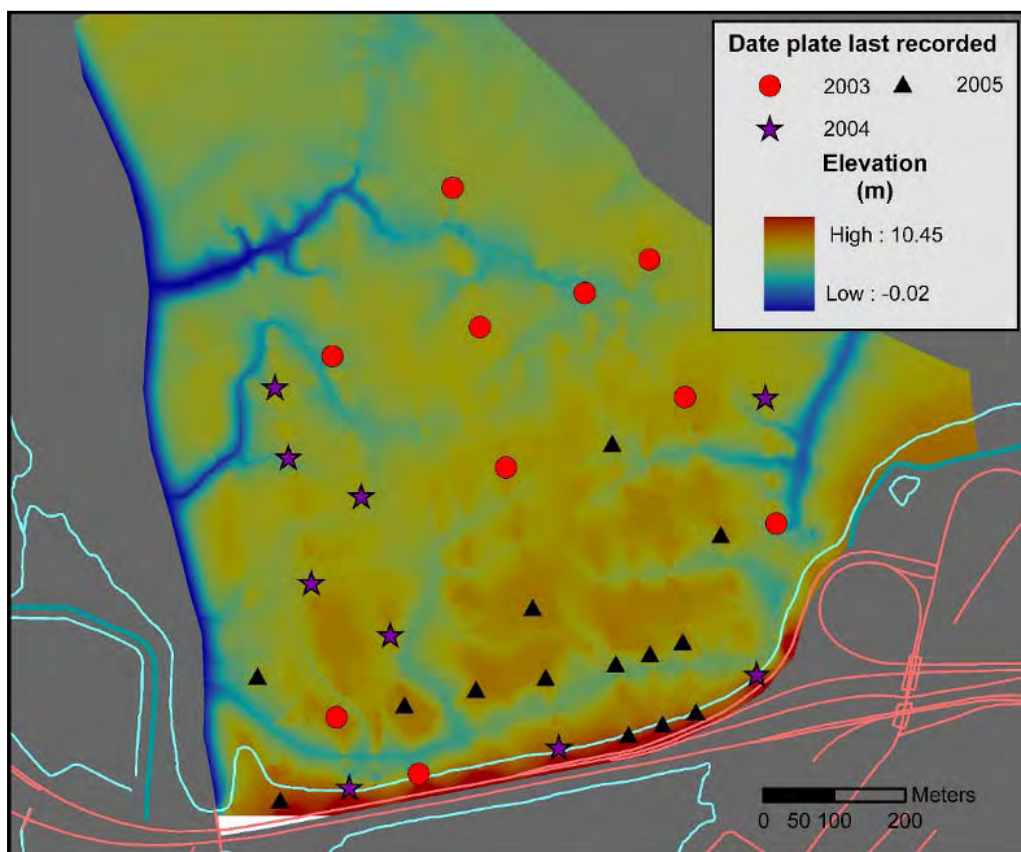 Date plate last recorded
2003 2005
2004
Elevation
(m)
High : 10.45
Low : -0.02
Meters
0 50 100 200